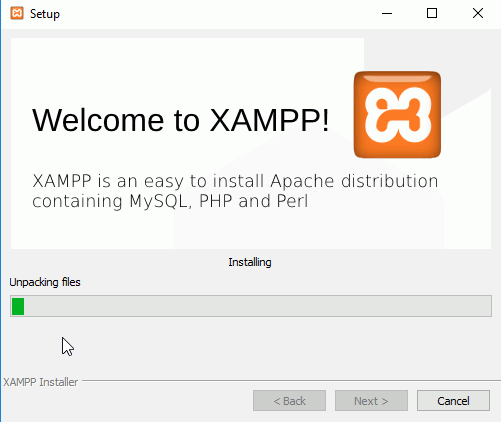 Setup
Welcome to XAMPP!
XAMPP is an easy to install Apache distribution
containing MySQL, PHP and Perl
Installing
Unpacking files
XAMPP Installer
< Back
Next >
Cancel